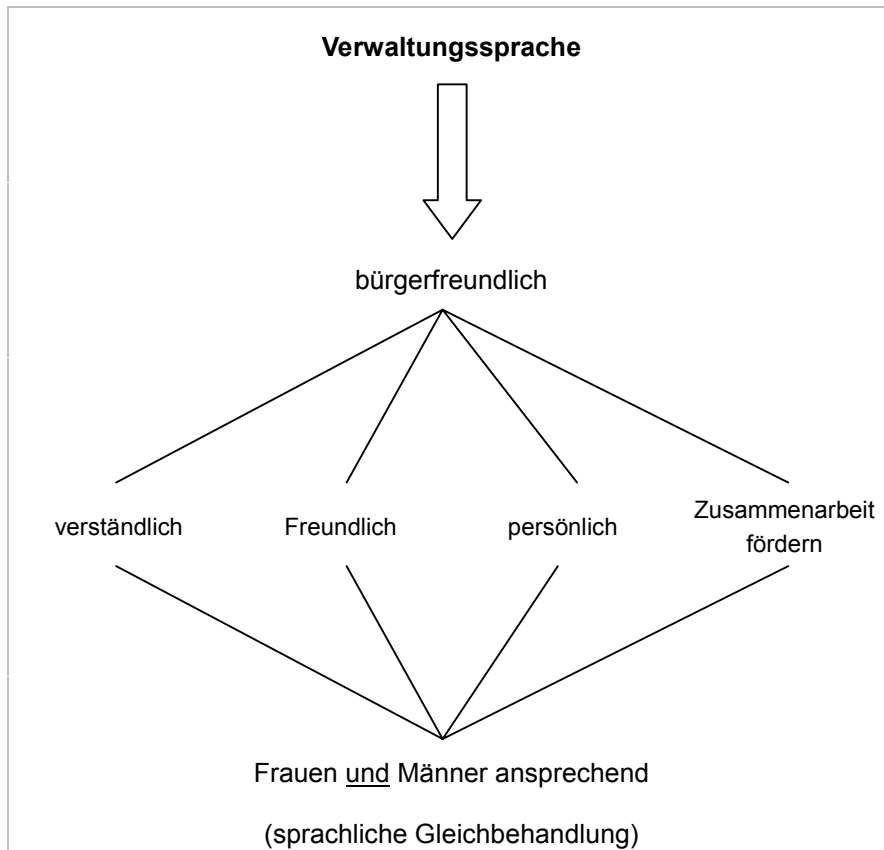 Verwaltungssprache
bürgerfreundlich
verständlich
Freundlich
persönlich
Zusammenarbeit
fördern
Frauen und Männer ansprechend
(sprachliche Gleichbehandlung)